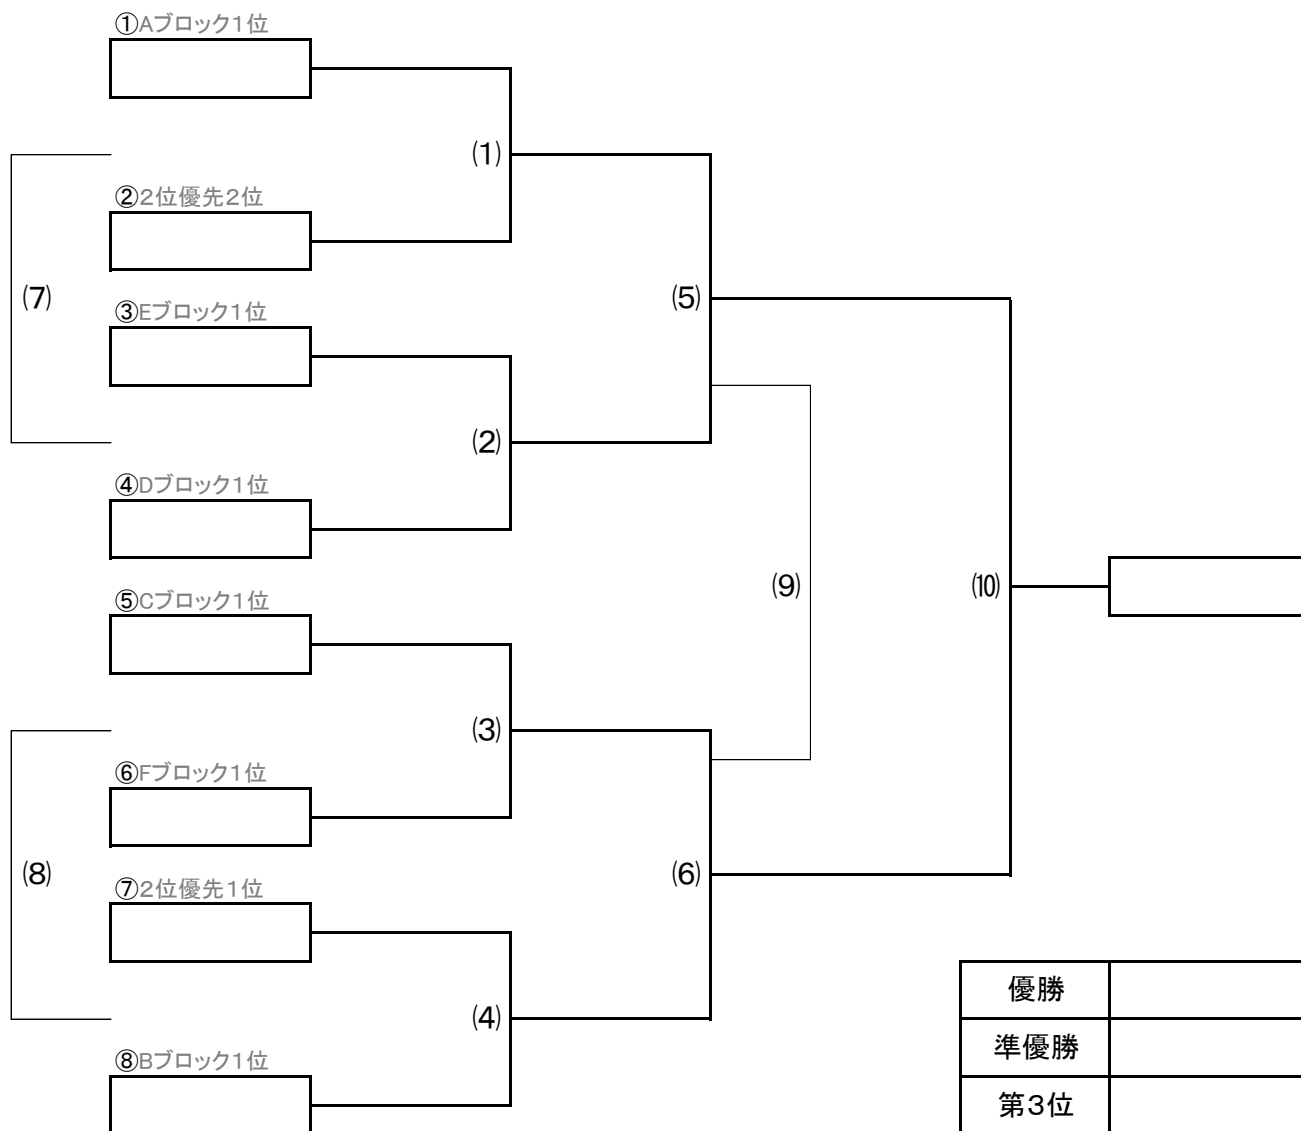 ①Aブロック1位
⑴
②2位優先2位
⑺
⑸
③Eブロック1位
⑵
④Dブロック1位
⑼
⑽
⑤Cブロック1位
⑶
⑥Fブロック1位
⑻
⑹
⑦2位優先1位
⑷
⑧Bブロック1位
優勝
準優勝
第3位